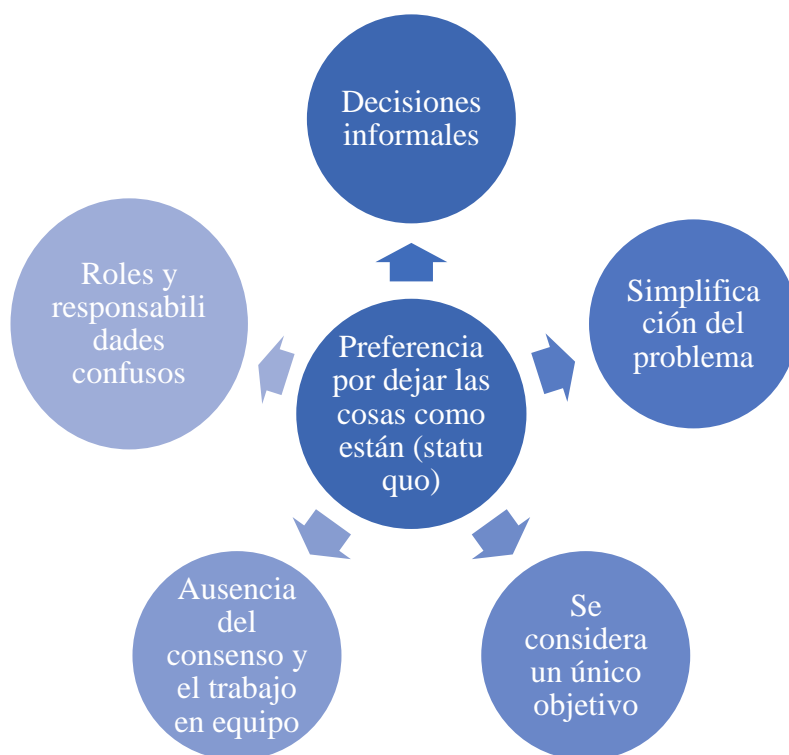 Decisiones
informales
Simplifica
ción del
problema
Se
considera
un único
objetivo
Ausencia
del
consenso y
el trabajo
en equipo
Roles y
responsabili
dades
confusos
Preferencia
por dejar las
cosas como
están (statu
quo)